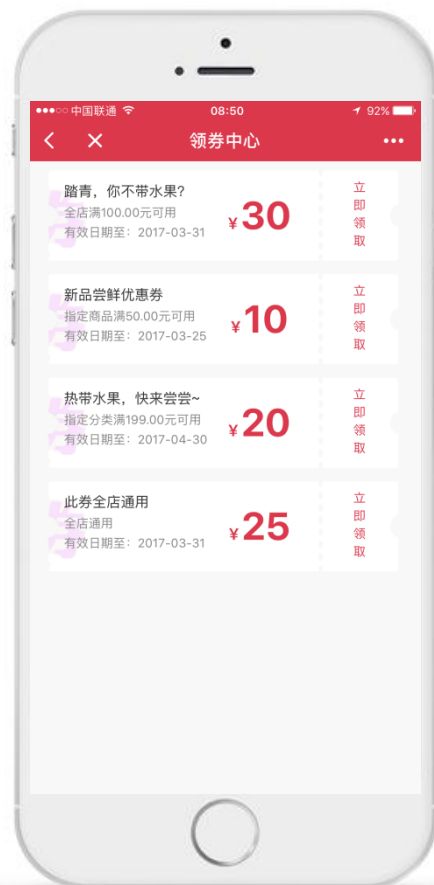 中国联通 08:50 92%
领券中心
踏青，你不带水果?
全店满100.00元可用
有效日期至：2017-03-31
¥30
立即领取
新品尝鲜优惠券
指定商品满50.00元可用
有效日期至：2017-03-25
¥10
立即领取
热带水果，快来尝尝~
指定分类满199.00元可用
有效日期至：2017-04-30
¥20
立即领取
此券全店通用
全店通用
有效日期至：2017-03-31
¥25
立即领取